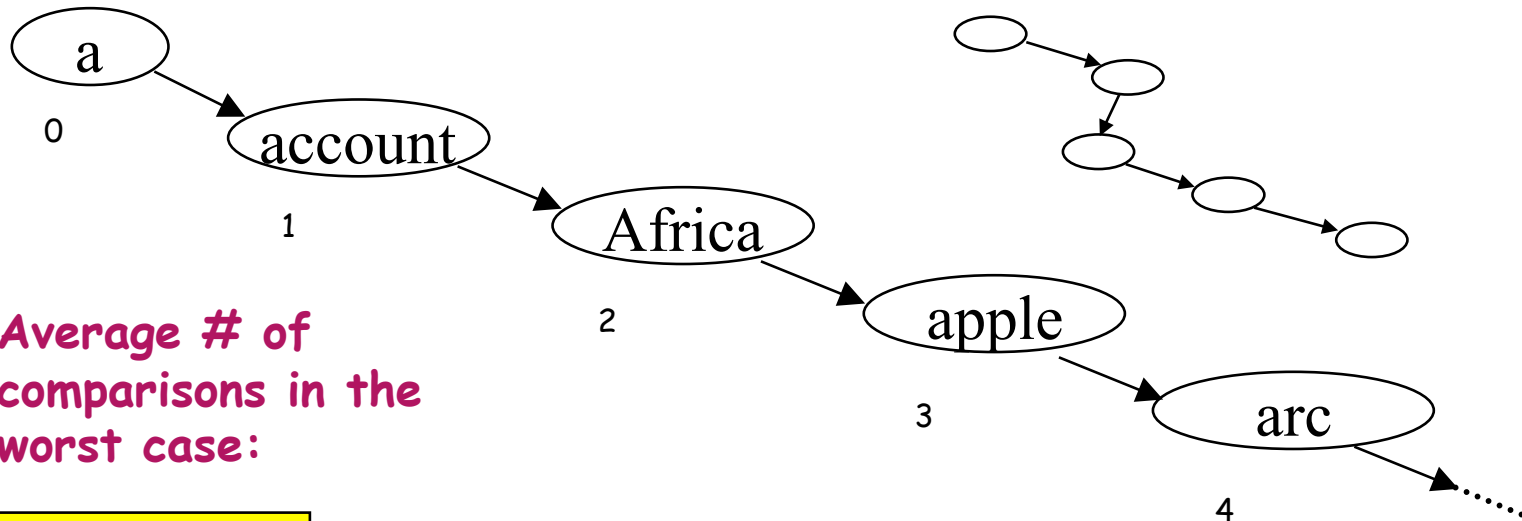 a
0
account
1
Africa
2
apple
3
arc
4
Average # of
comparisons in the
worst case: